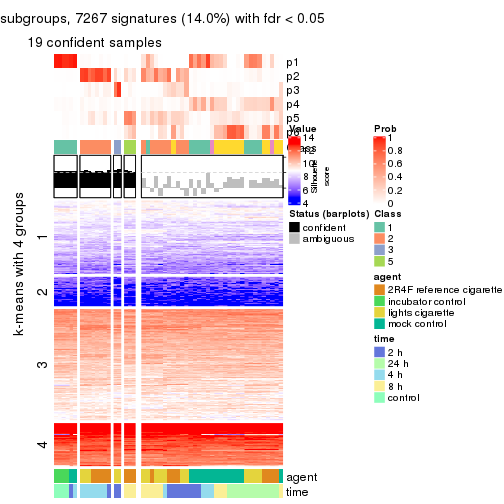 subgroups, 7267 signatures (14.0%) with fdr < 0.05
19 confident samples
p1
p2
p3
p4
p5
p6
Value
14
12
10
8
6
4
Silhouette
score
Prob
1
0.8
0.6
0.4
0.2
0
Status (barplots)
confident
ambiguous
Class
1
2
3
5
agent
2R4F reference cigarette
incubator control
lights cigarette
mock control
time
2 h
24 h
4 h
8 h
control
k-means with 4 groups
1
2
3
4
agent
time